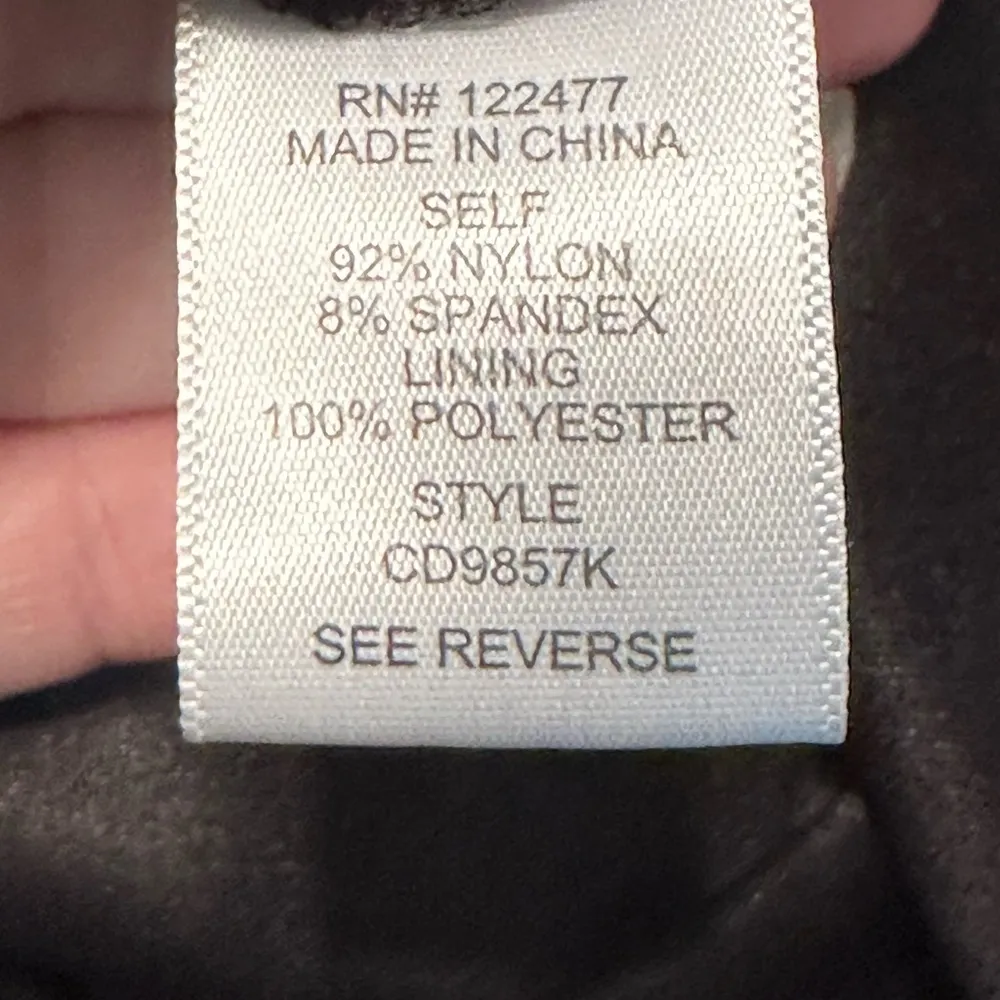 RN# 122477
MADE IN CHINA
SELF
92% NYLON
8% SPANDEX
LINING
100% POLYESTER
STYLE
CD9857K
SEE REVERSE